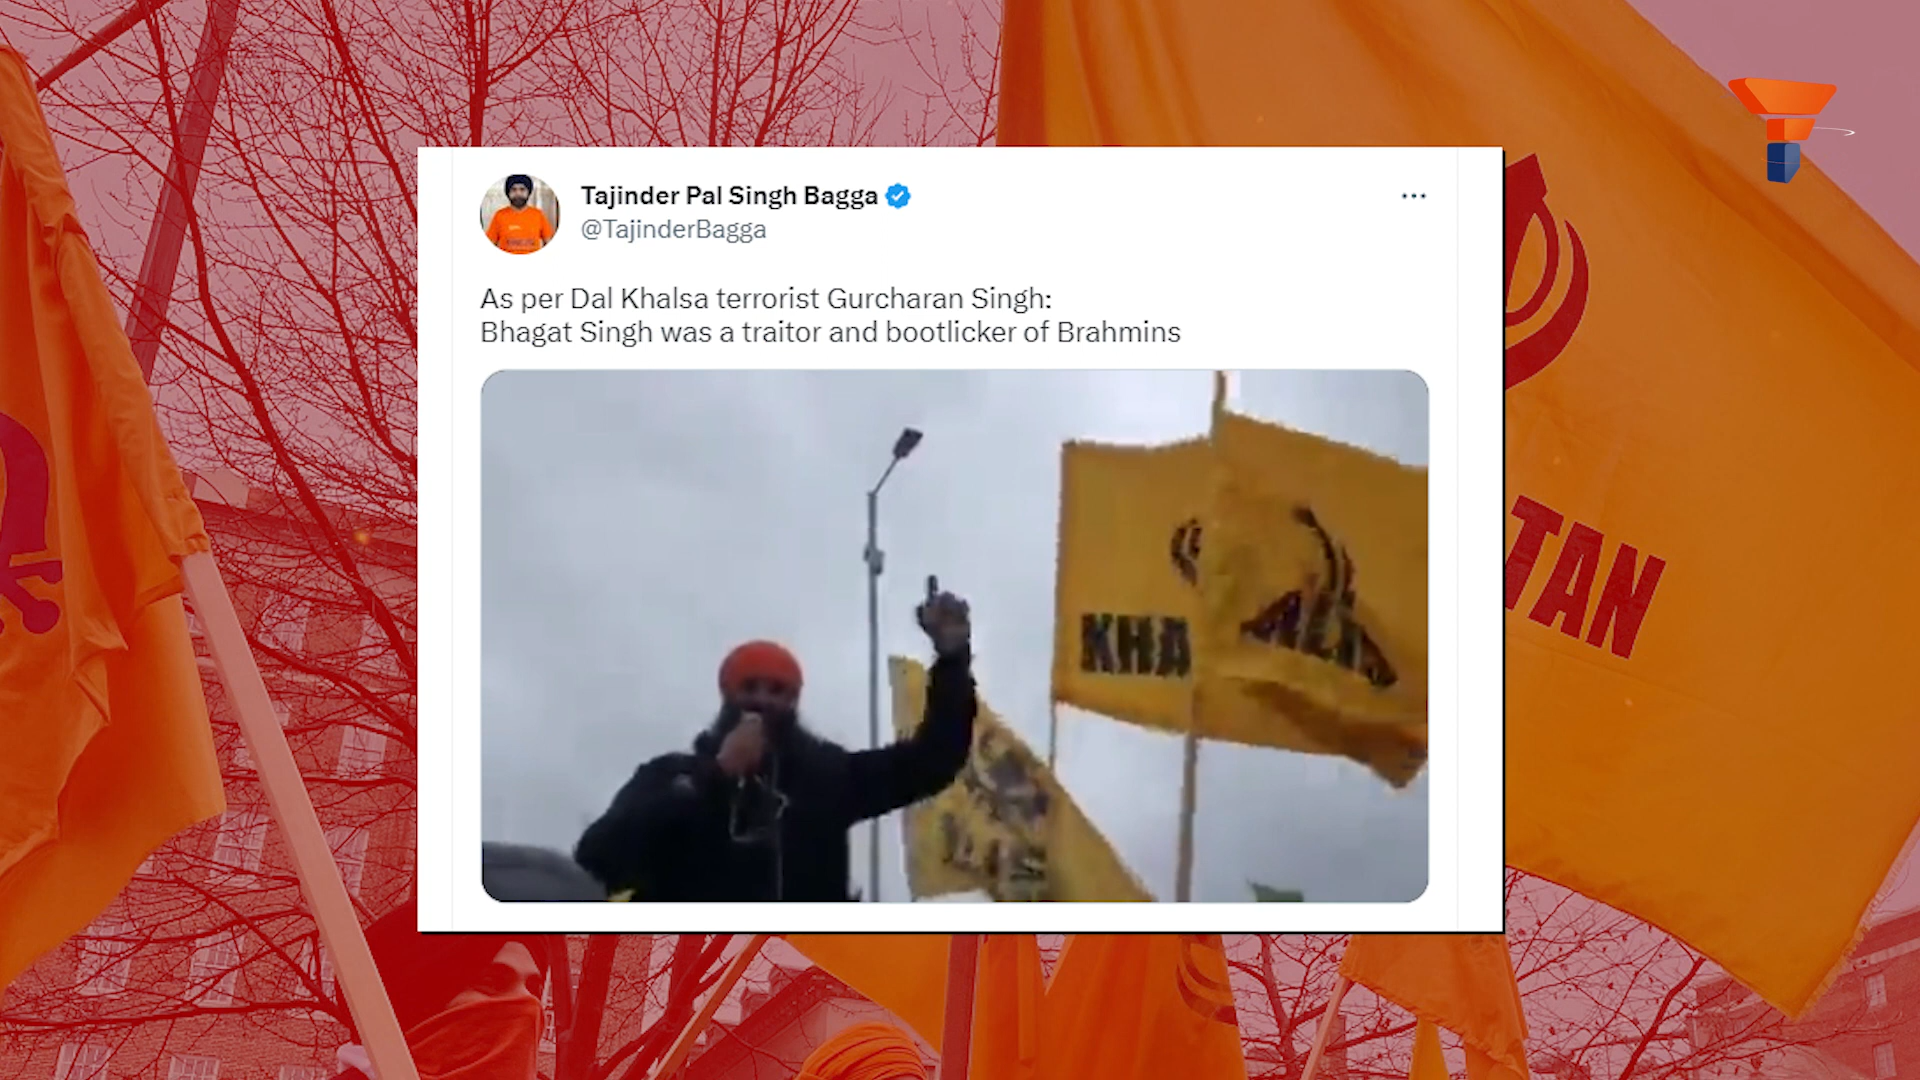 Tajinder Pal Singh Bagga
@TajinderBagga
As per Dal Khalsa terrorist Gurcharan Singh:
Bhagat Singh was a traitor and bootlicker of Brahmins
KHA
TAN